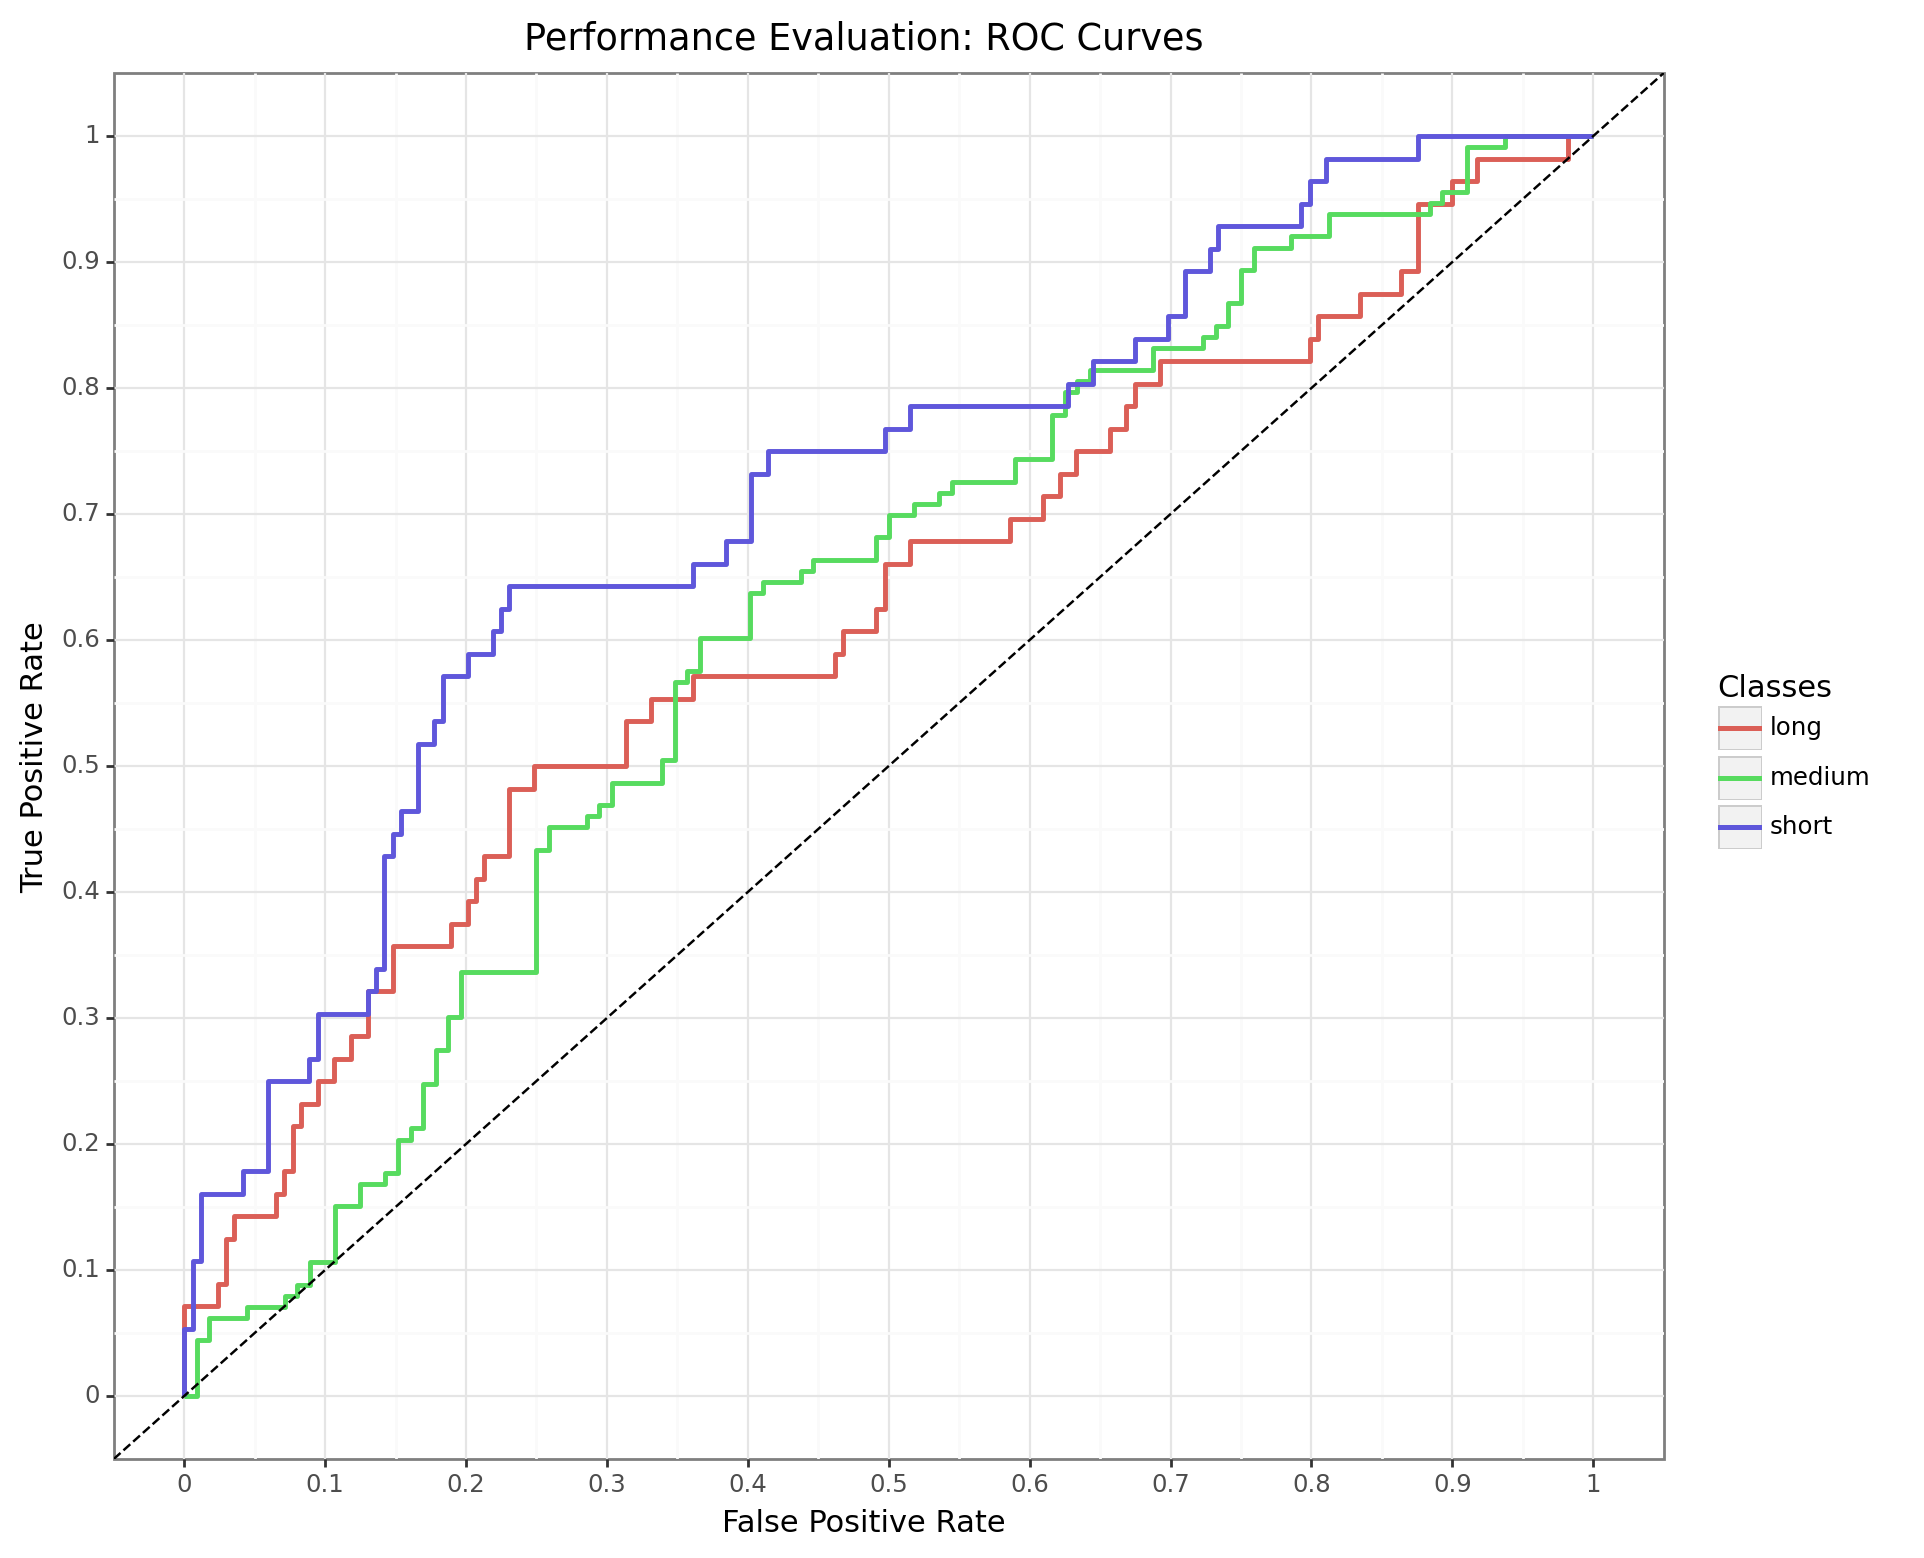 Performance Evaluation: ROC Curves
True Positive Rate
1
0.9
0.8
0.7
0.6
0.5
0.4
0.3
0.2
0.1
0
0 0.1 0.2 0.3 0.4 0.5 0.6 0.7 0.8 0.9 1
False Positive Rate
Classes
long
medium
short